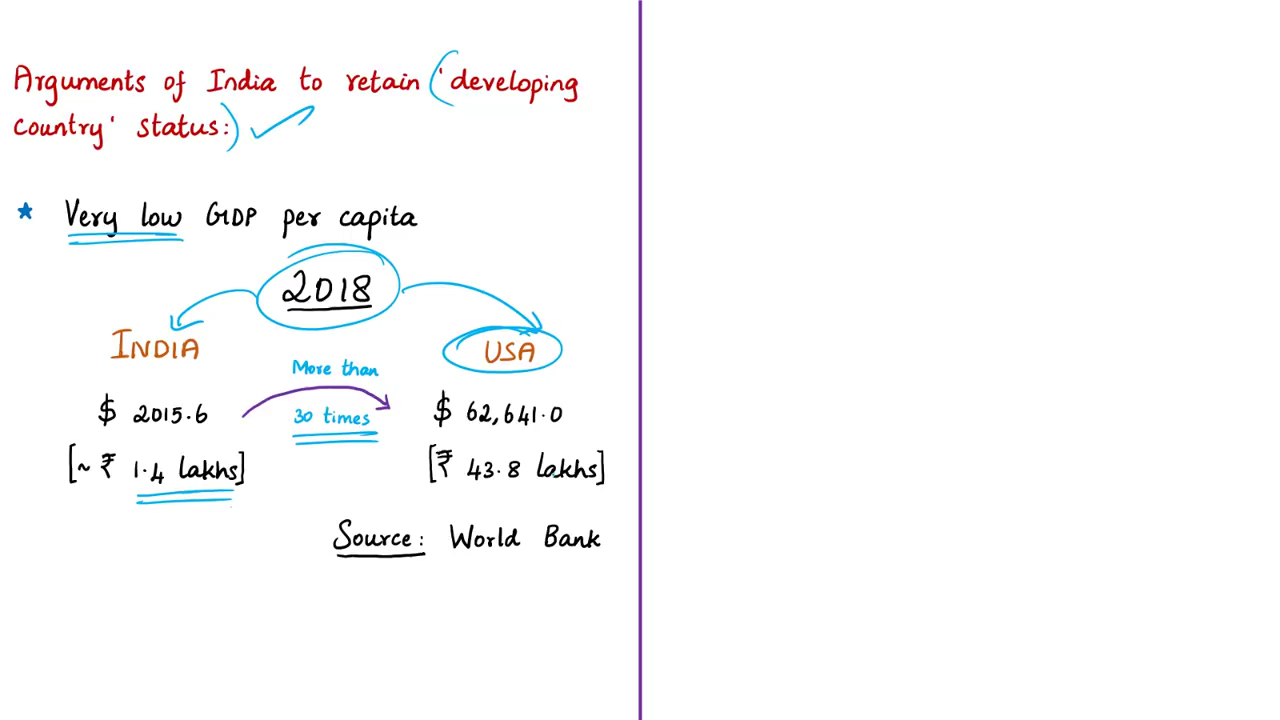 Arguments of India to retain 'developing
country' status:
★ Very low GDP per capita
2018
INDIA
USA
More than
30 times
$ 2015.6
$ 62,641.0
[~ ₹ 1.4 lakhs]
[₹ 43.8 lakhs]
Source: World Bank